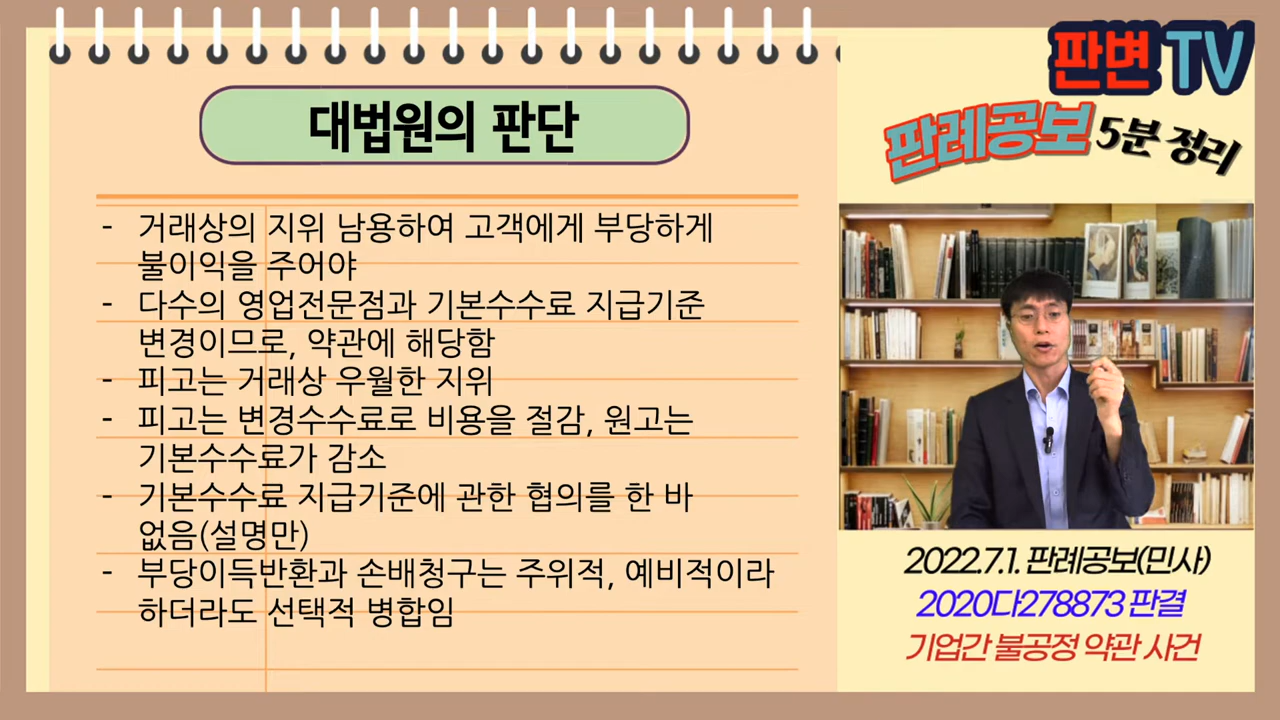 판변 TV
판례공보 5분 정리
대법원의 판단
- 거래상의 지위 남용하여 고객에게 부당하게
불이익을 주어야
- 다수의 영업전문점과 기본수수료 지급기준
변경이므로, 약관에 해당함
- 피고는 거래상 우월한 지위
- 피고는 변경수수료로 비용을 절감, 원고는
기본수수료가 감소
- 기본수수료 지급기준에 관한 협의를 한 바
없음(설명만)
- 부당이득반환과 손배청구는 주위적, 예비적이라
하더라도 선택적 병합임
2022.7.1. 판례공보(민사)
2020다278873 판결
기업간 불공정 약관 사건